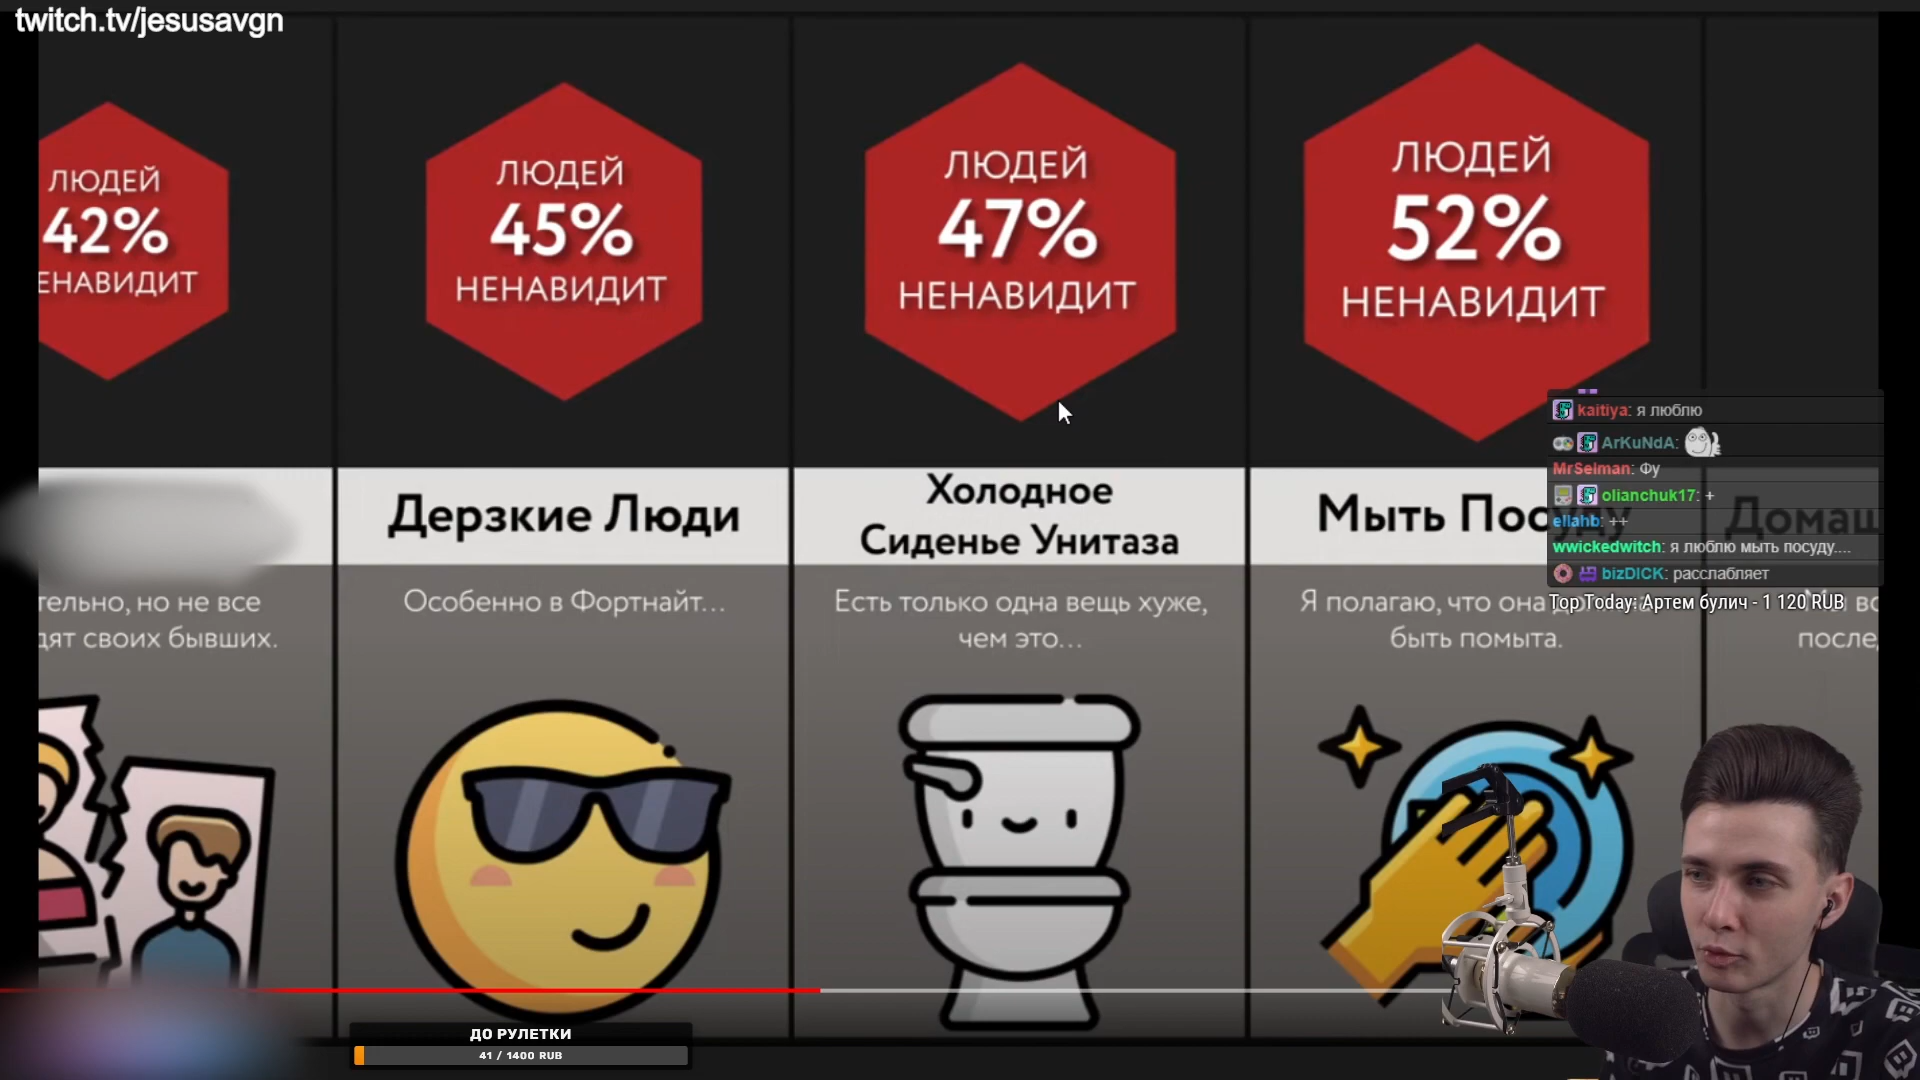 twitch.tv/jesusavgn
ЛЮДЕЙ
42%
ЕНАВИДИТ
ЛЮДЕЙ
45%
НЕНАВИДИТ
ЛЮДЕЙ
47%
НЕНАВИДИТ
ЛЮДЕЙ
52%
НЕНАВИДИТ
тельно, но не все
дят своих бывших.
Дерзкие Люди
Особенно в Фортнайт...
Холодное
Сиденье Унитаза
Есть только одна вещь хуже,
чем это...
Мыть Посуду
Я полагаю, что она
быть помыта.
Домаш
после
kaitiya: я люблю
ArKuNdA:
MrSelman: Фу
olianchuk17: +
ellahb: ++
wwickedwitch: я люблю мыть посуду....
bizDICK: расслабляет
Top Today: Артем булич - 1 120 RUB
ДО РУЛЕТКИ
41 / 1400 RUB